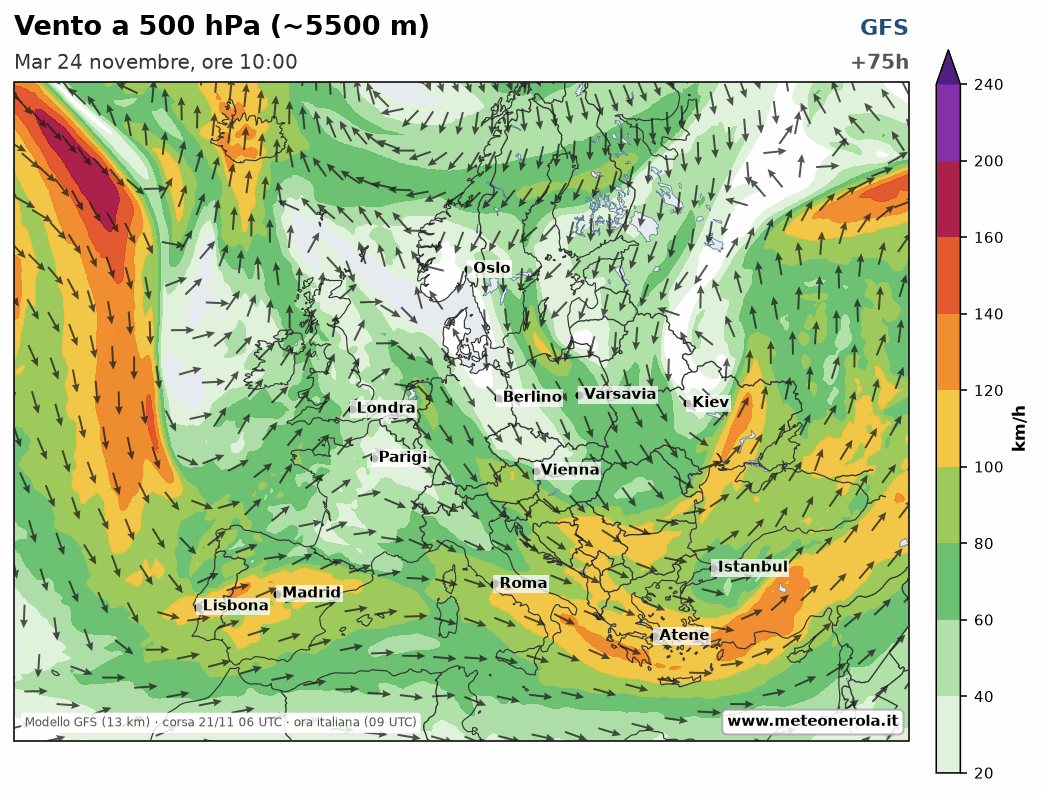 Vento a 500 hPa (~5500 m)
GFS
Mar 24 novembre, ore 10:00
+75h
240
200
160
140
120
100
80
60
40
20
km/h
Oslo
Londra
Berlino
Varsavia
Kiev
Parigi
Vienna
Istanbul
Roma
Madrid
Lisbona
Atene
Modello GFS (13 km) · corsa 21/11 06 UTC · ora italiana (09 UTC)
www.meteonerola.it